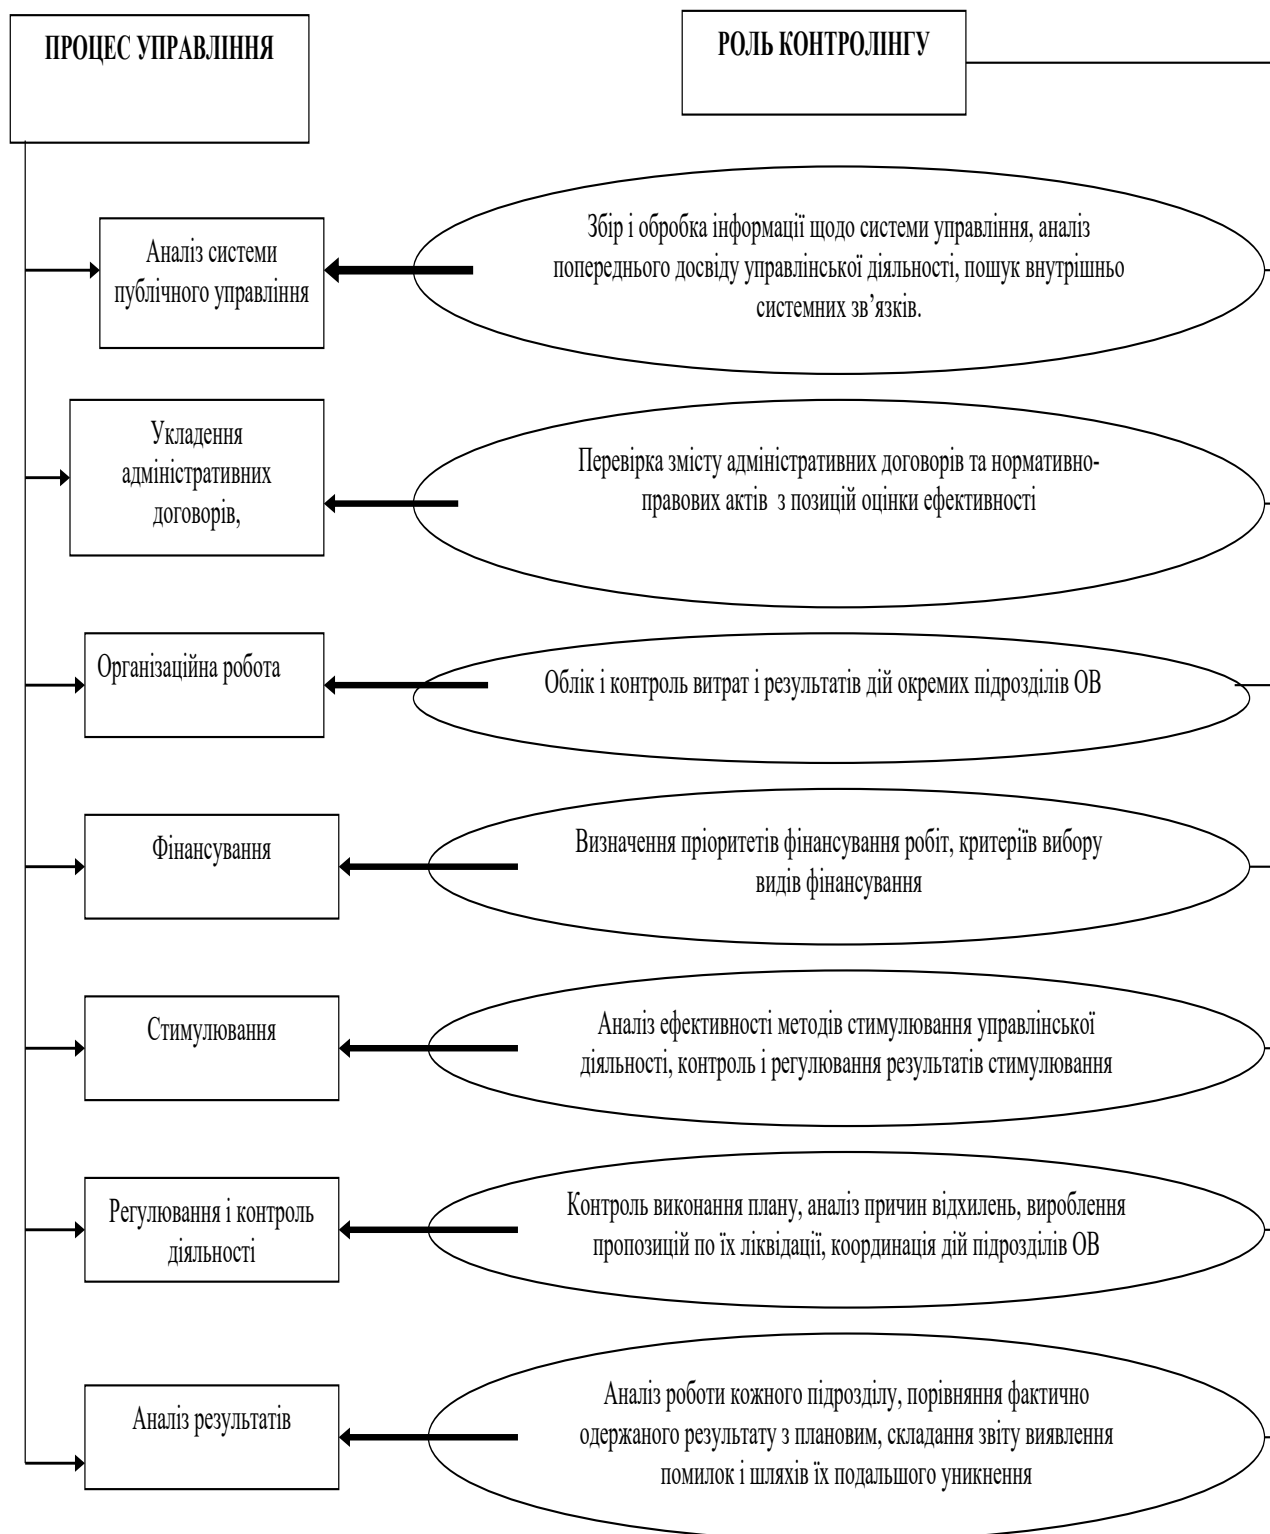 ПРОЦЕС УПРАВЛІННЯ
РОЛЬ КОНТРОЛІНГУ
Аналіз системи
публічного управління
Збір і обробка інформації щодо системи управління, аналіз
попереднього досвіду управлінської діяльності, пошук внутрішньо
системних зв’язків.
Укладення
адміністративних
договорів,
Перевірка змісту адміністративних договорів та нормативно-
правових актів з позицій оцінки ефективності
Організаційна робота
Облік і контроль витрат і результатів дій окремих підрозділів ОВ
Фінансування
Визначення пріоритетів фінансування робіт, критеріїв вибору
видів фінансування
Стимулювання
Аналіз ефективності методів стимулювання управлінської
діяльності, контроль і регулювання результатів стимулювання
Регулювання і контроль
діяльності
Контроль виконання плану, аналіз причин відхилень, вироблення
пропозицій по їх ліквідації, координація дій підрозділів ОВ
Аналіз результатів
Аналіз роботи кожного підрозділу, порівняння фактично
одержаного результату з плановим, складання звіту виявлення
помилок і шляхів їх подальшого уникнення